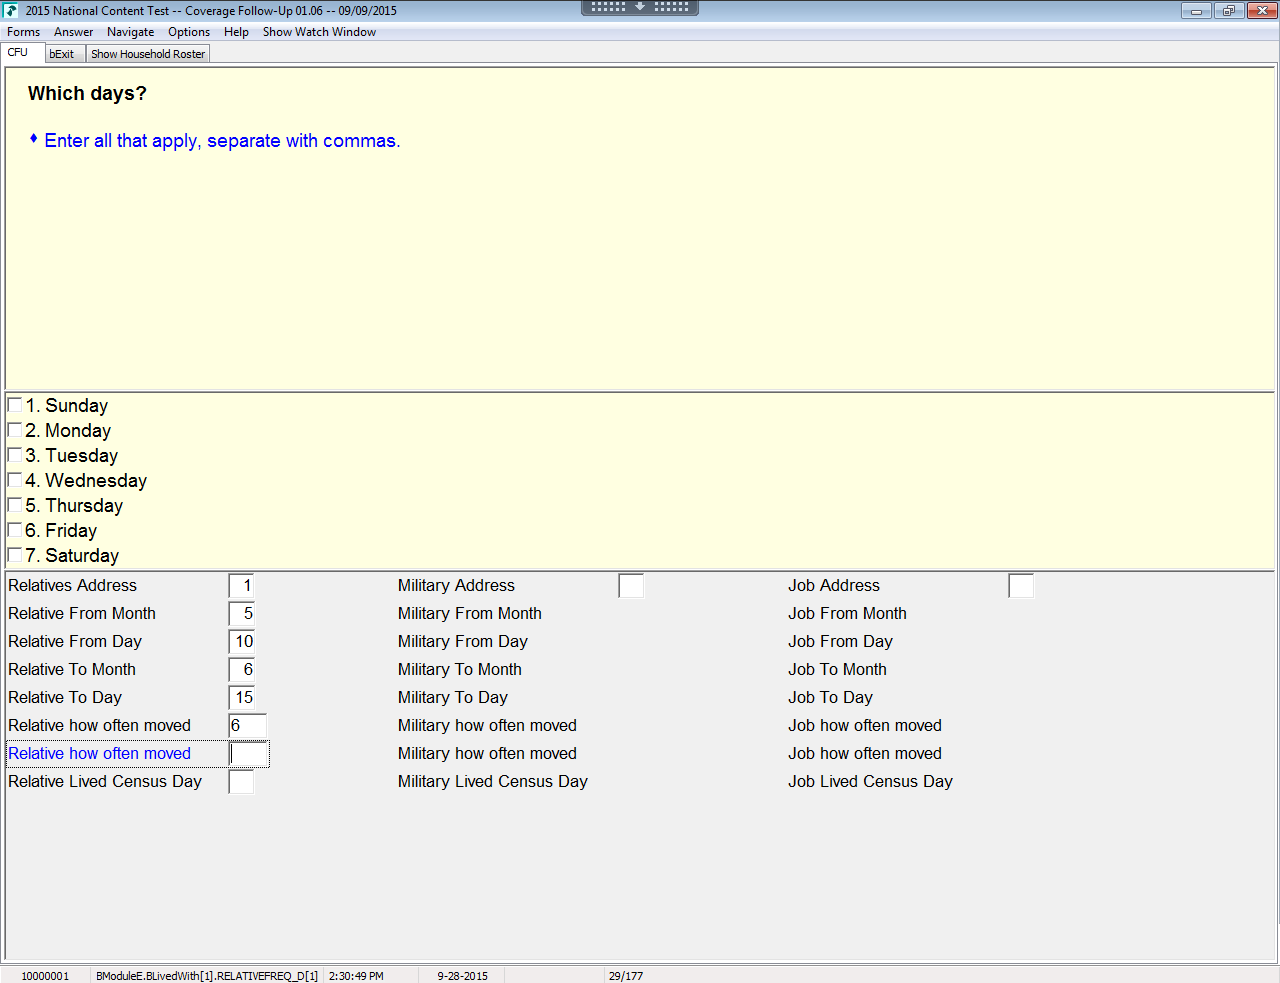 2015 National Content Test -- Coverage Follow-Up 01.06 -- 09/09/2015
Forms Answer Navigate Options Help Show Watch Window
CFU bExit Show Household Roster
Which days?
Enter all that apply, separate with commas.
1. Sunday
2. Monday
3. Tuesday
4. Wednesday
5. Thursday
6. Friday
7. Saturday
Relatives Address 1 Military Address Job Address
Relative From Month 5 Military From Month Job From Month
Relative From Day 10 Military From Day Job From Day
Relative To Month 6 Military To Month Job To Month
Relative To Day 15 Military To Day Job To Day
Relative how often moved 6 Military how often moved Job how often moved
Relative how often moved Military how often moved Job how often moved
Relative Lived Census Day Military Lived Census Day Job Lived Census Day
10000001 BModuleE.BLivedWith[1].RELATIVEFREQ_D[1] 2:30:49 PM 9-28-2015 29/177